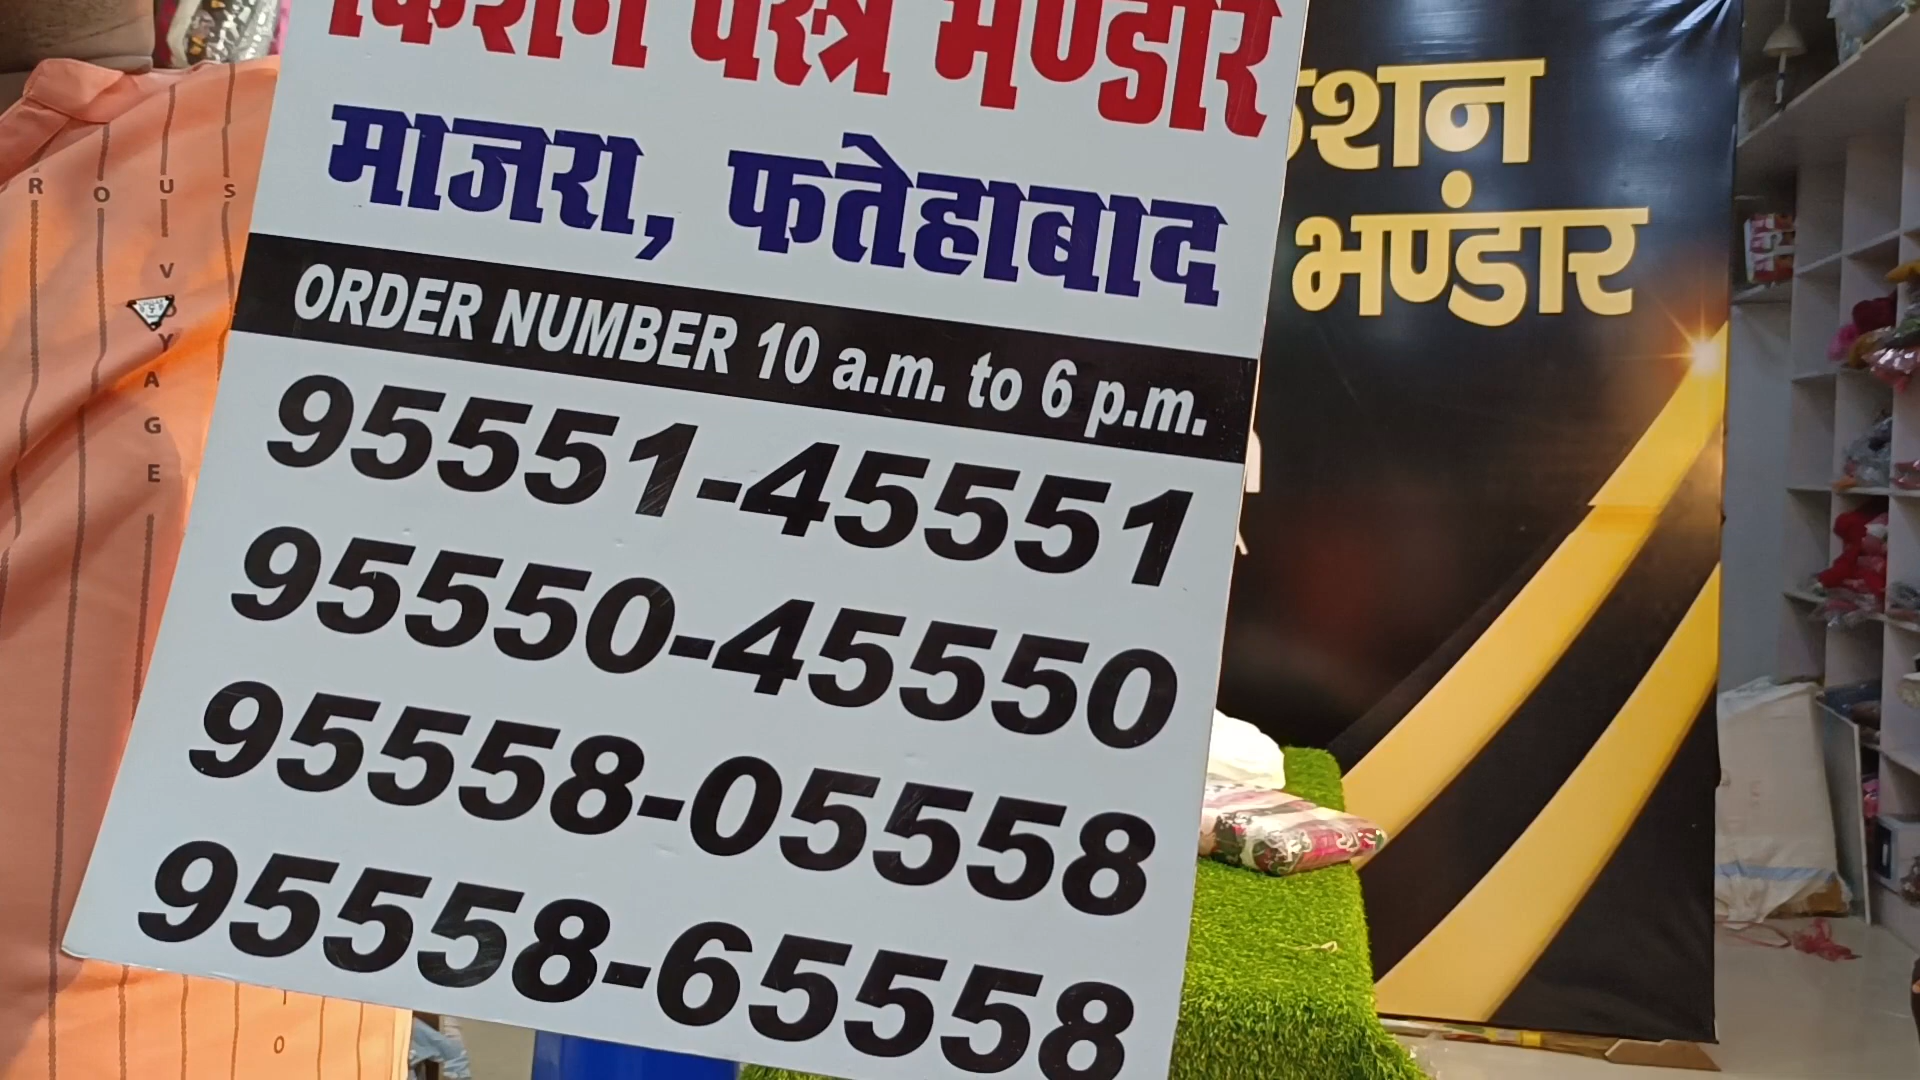 किशन वस्त्र भण्डार
माजरा, फतेहाबाद
ORDER NUMBER 10 a.m. to 6 p.m.
95551-45551
95550-45550
95558-05558
95558-65558
किशन
भण्डार
R O U S
VOYAGE